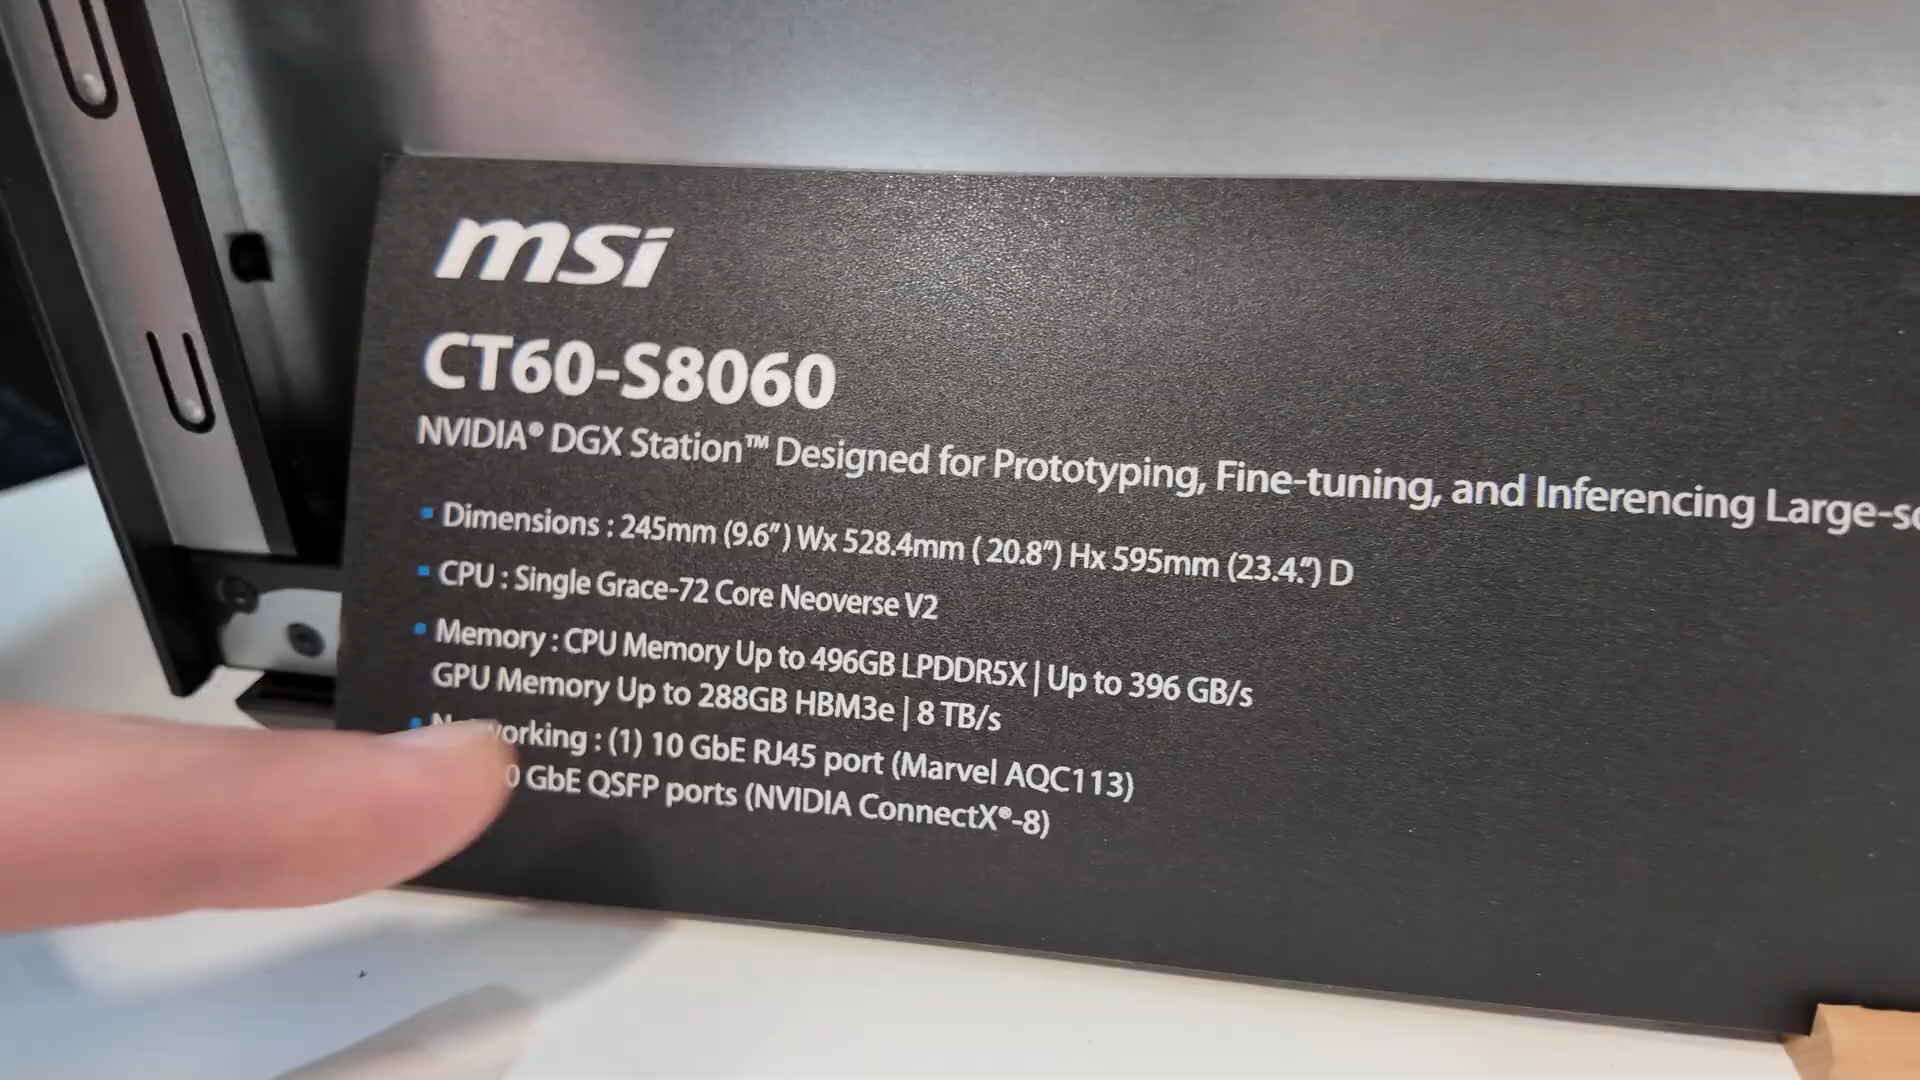 msi
CT60-S8060
NVIDIA® DGX Station™ Designed for Prototyping, Fine-tuning, and Inferencing
▪ Dimensions : 245mm (9.6”) Wx 528.4mm ( 20.8”) Hx 595mm (23.4.”) D
▪ CPU : Single Grace-72 Core Neoverse V2
▪ Memory : CPU Memory Up to 496GB LPDDR5X | Up to 396 GB/s
GPU Memory Up to 288GB HBM3e | 8 TB/s
▪ (1) 10 GbE RJ45 port (Marvel AQC113)
GbE QSFP ports (NVIDIA ConnectX®-8)